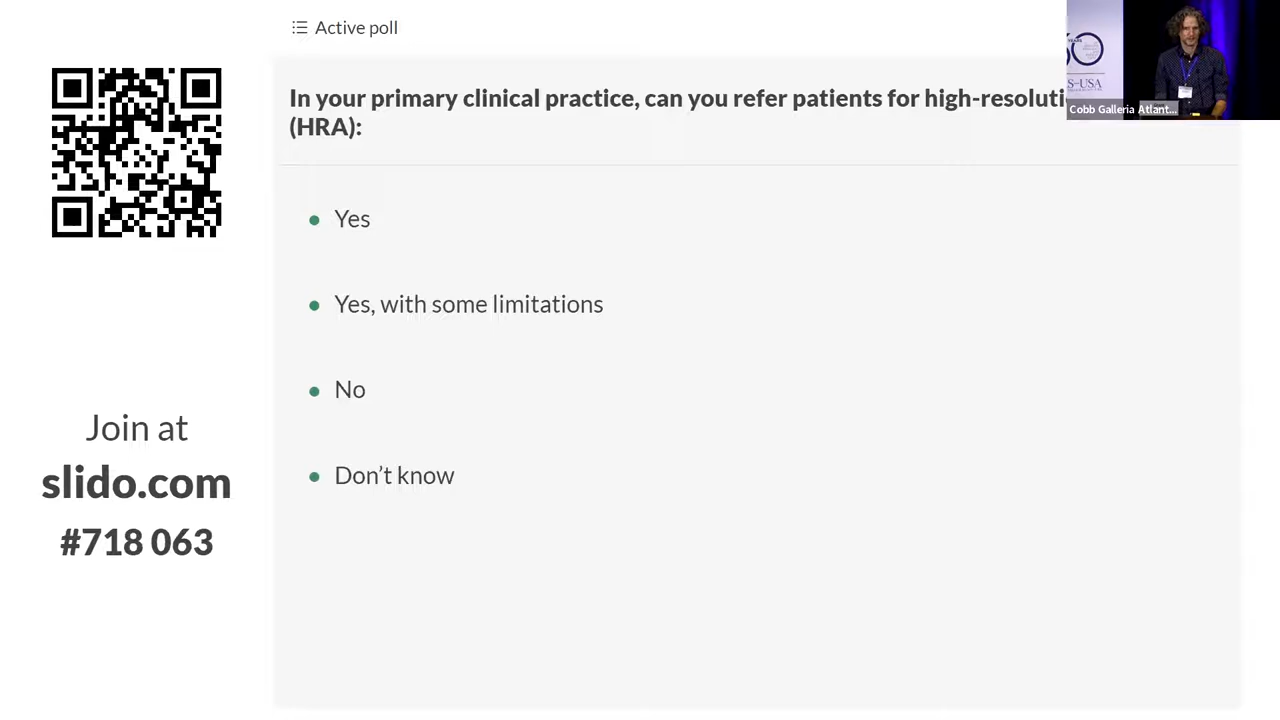 Active poll
In your primary clinical practice, can you refer patients for high-resoluti
(HRA):
Yes
Yes, with some limitations
No
Don't know
Join at
slido.com
#718 063
Cobb Galleria Atlant...
S-USA